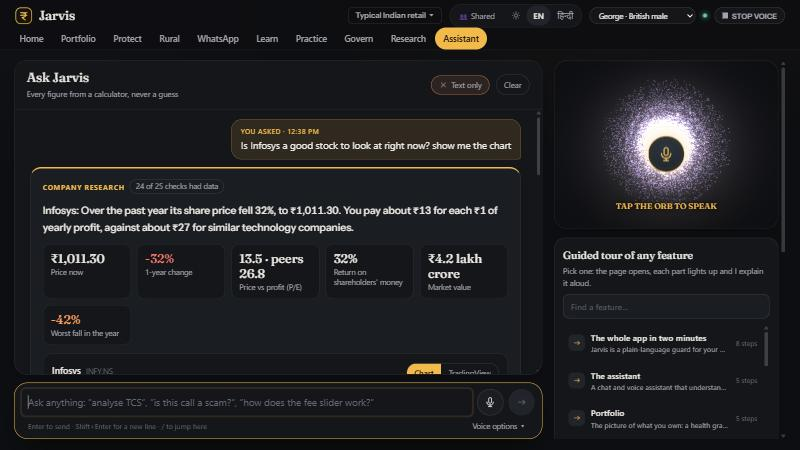 ₹ Jarvis
Typical Indian retail
Shared
EN
हिन्दी
George · British male
STOP VOICE
Home Portfolio Protect Rural WhatsApp Learn Practice Govern Research Assistant
Ask Jarvis
Every figure from a calculator, never a guess
Text only
Clear
YOU ASKED · 12:38 PM
Is Infosys a good stock to look at right now? show me the chart
COMPANY RESEARCH 24 of 25 checks had data
Infosys: Over the past year its share price fell 32%, to ₹1,011.30. You pay about ₹13 for each ₹1 of
yearly profit, against about ₹27 for similar technology companies.
₹1,011.30
Price now
-32%
1-year change
13.5 · peers
26.8
Price vs profit (P/E)
32%
Return on
shareholders' money
₹4.2 lakh
crore
Market value
-42%
Worst fall in the year
Infosys INFY.NS
Chart TradingView
Ask anything: "analyse TCS", "is this call a scam?", "how does the fee slider work?"
Enter to send · Shift+Enter for a new line · / to jump here
Voice options
TAP THE ORB TO SPEAK
Guided tour of any feature
Pick one: the page opens, each part lights up and I explain
it aloud.
Find a feature...
The whole app in two minutes
Jarvis is a plain-language guard for your ...
8 steps
The assistant
A chat and voice assistant that understan...
5 steps
Portfolio
The picture of what you own: a health gra...
5 steps